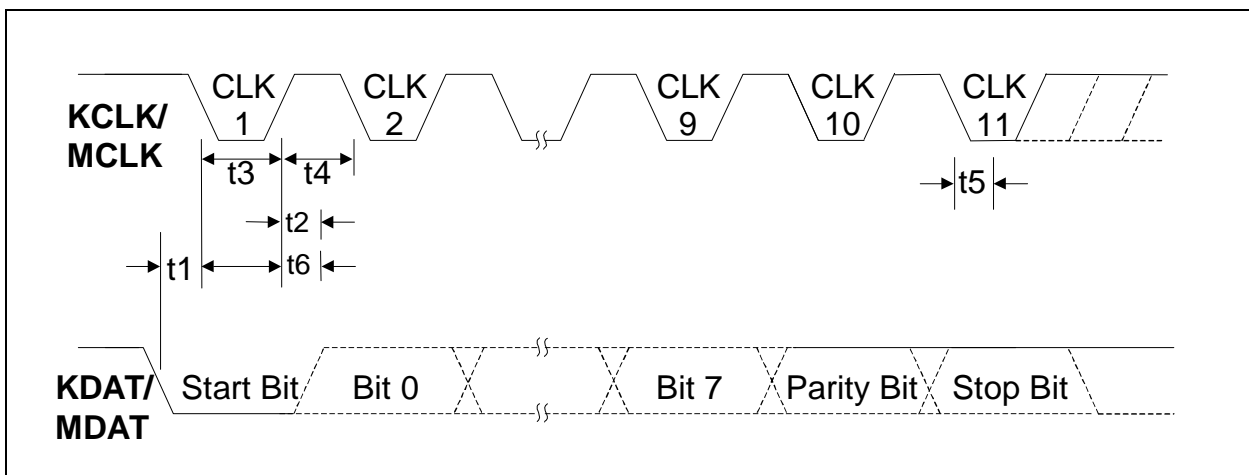 CLK CLK CLK CLK CLK
1 2 9 10 11
KCLK/
MCLK
t3 t4 t5
t2
t1 t6
KDAT/
MDAT
Start Bit Bit 0 Bit 7 Parity Bit Stop Bit